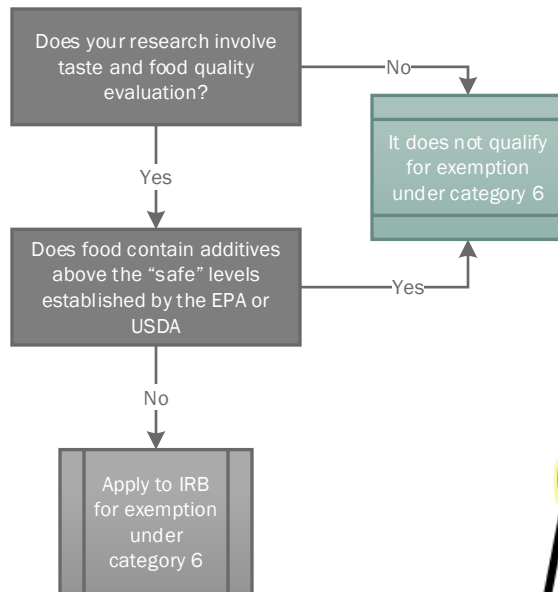 Does your research involve
taste and food quality
evaluation?
No
It does not qualify
for exemption
under category 6
Yes
Does food contain additives
above the “safe” levels
established by the EPA or
USDA
Yes
No
Apply to IRB
for exemption
under
category 6